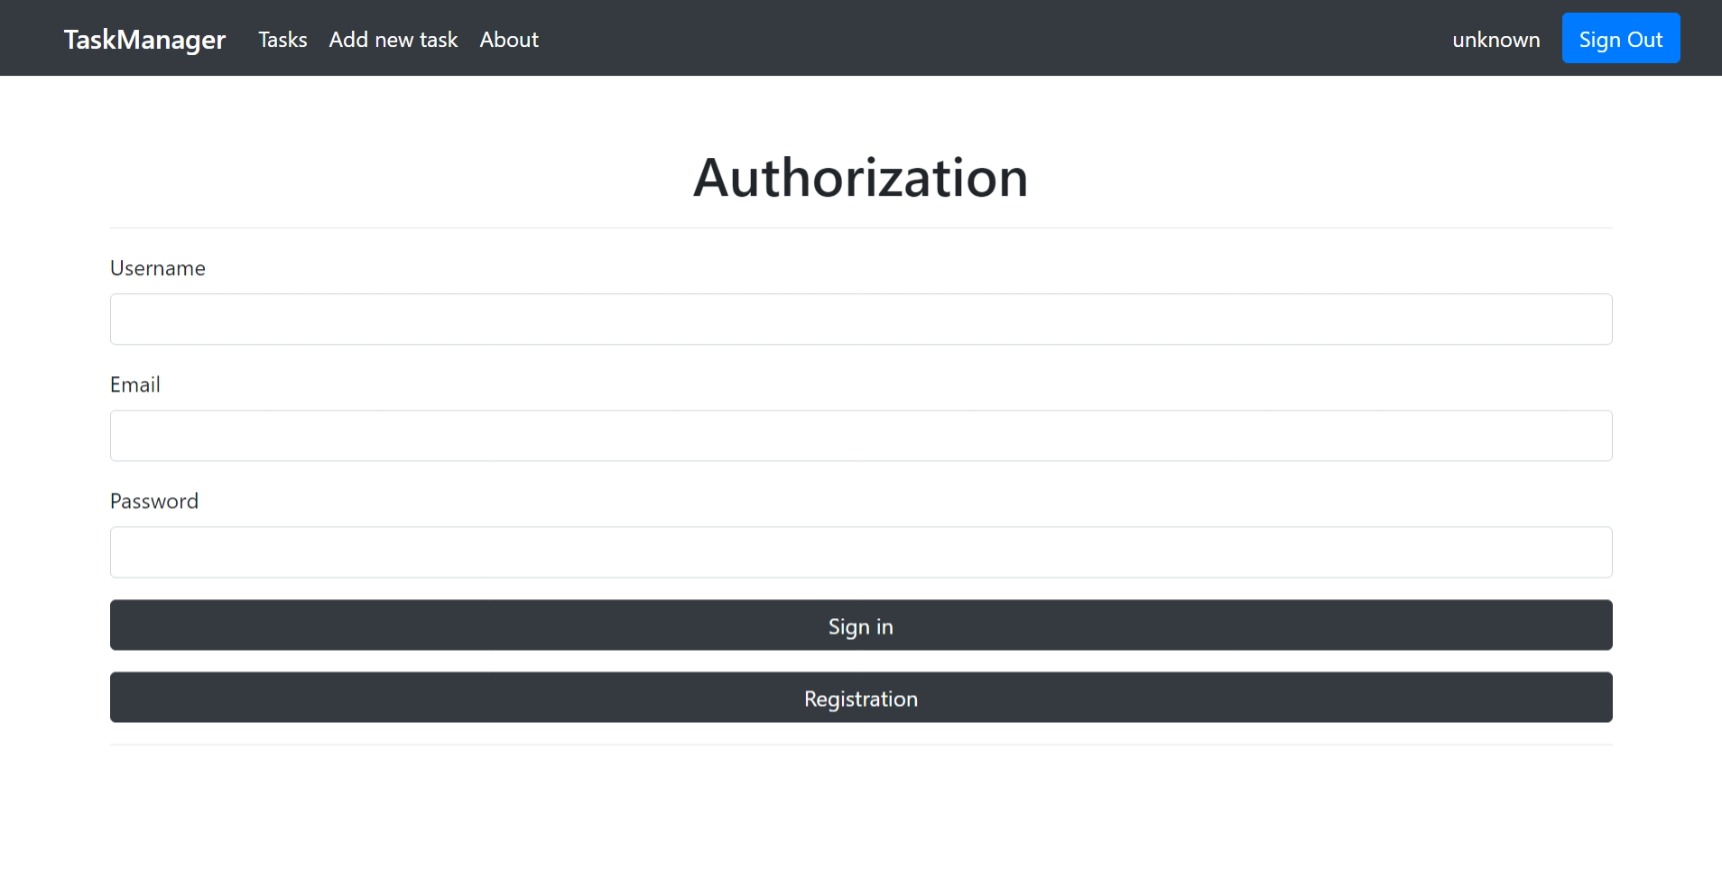 TaskManager Tasks Add new task About unknown Sign Out
Authorization
Username
Email
Password
Sign in
Registration